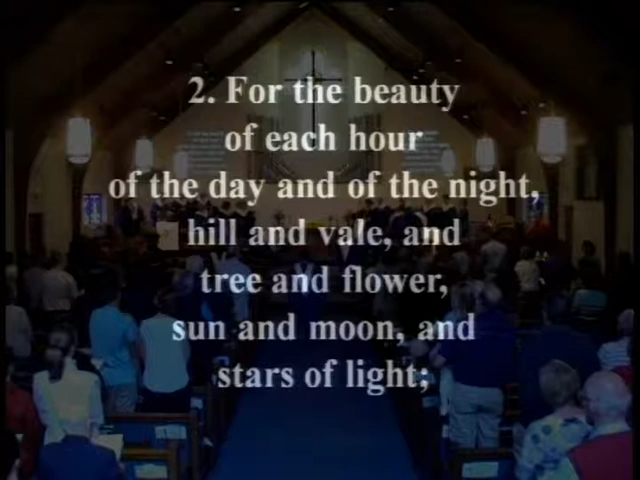 2. For the beauty
of each hour
of the day and of the night,
hill and vale, and
tree and flower,
sun and moon, and
stars of light;